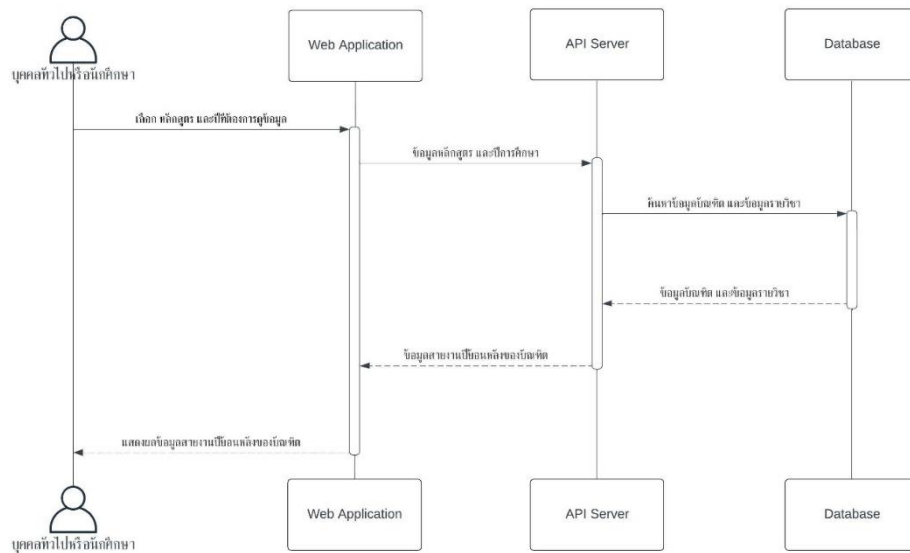 บุคคลทั่วไปหรือนักศึกษา
Web Application
API Server
Database
เลือก หลักสูตร และปีที่ต้องการดูข้อมูล
ข้อมูลหลักสูตร และปีการศึกษา
ค้นหาข้อมูลบัณฑิต และข้อมูลรายวิชา
ข้อมูลบัณฑิต และข้อมูลรายวิชา
ข้อมูลสายงานปีย้อนหลังของบัณฑิต
แสดงผลข้อมูลสายงานปีย้อนหลังของบัณฑิต
บุคคลทั่วไปหรือนักศึกษา
Web Application
API Server
Database